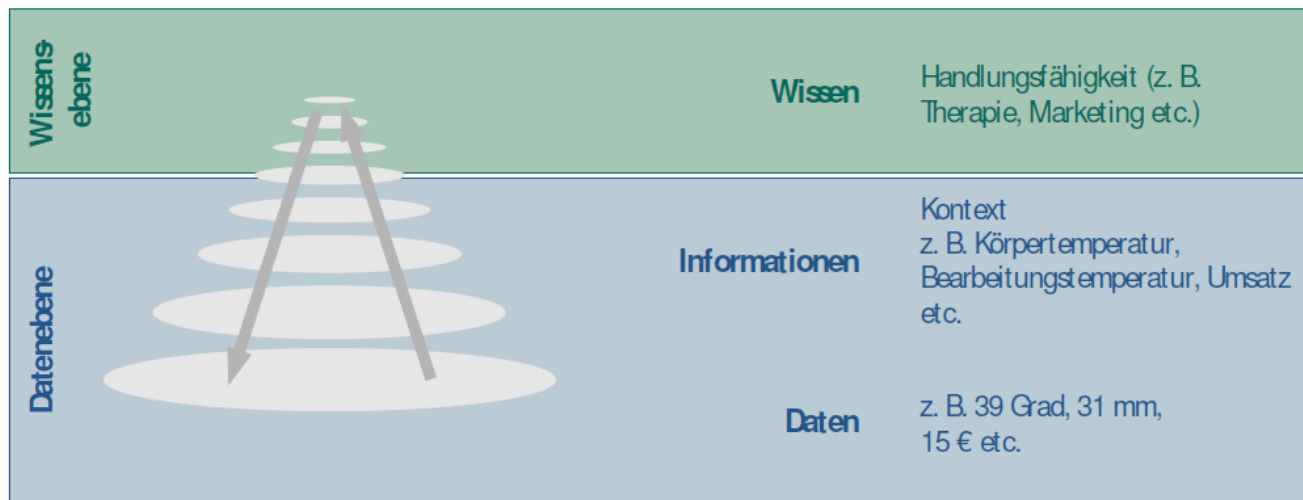 Wissens-
ebene
Wissen
Handlungsfähigkeit (z. B.
Therapie, Marketing etc.)
Datenebene
Informationen
Kontext
z. B. Körpertemperatur,
Bearbeitungstemperatur, Umsatz
etc.
Daten
z. B. 39 Grad, 31 mm,
15 € etc.